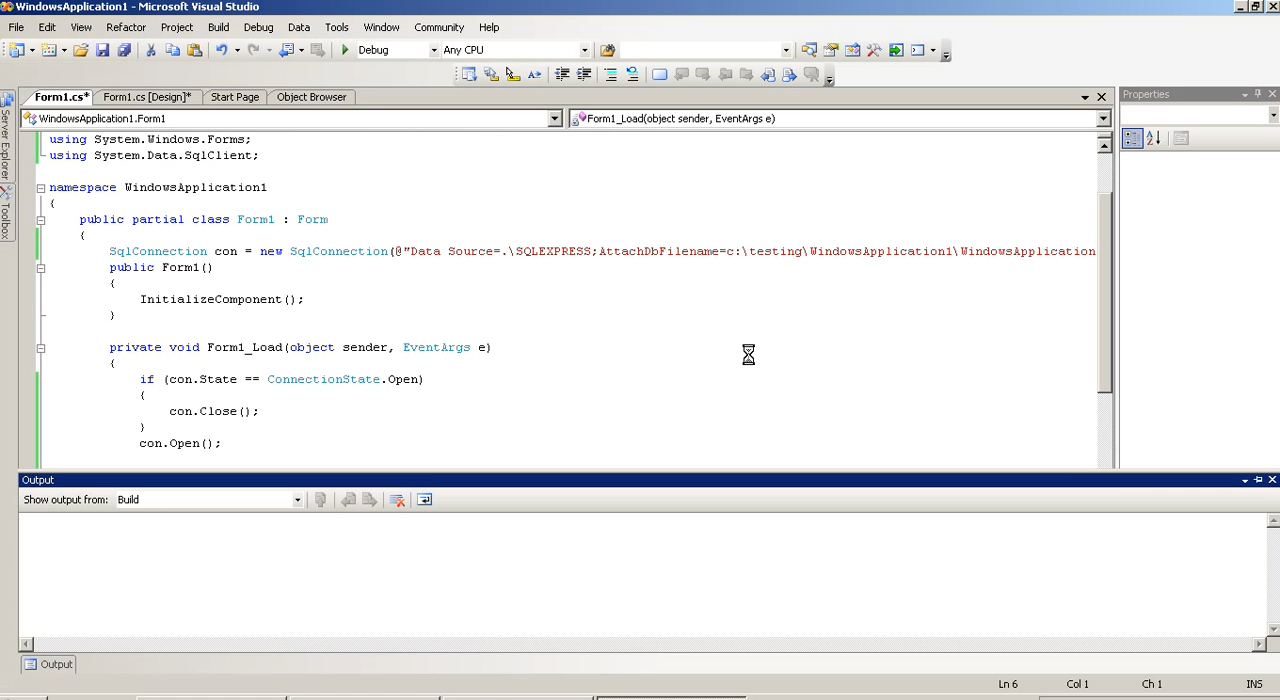 WindowsApplication1 - Microsoft Visual Studio
File Edit View Refactor Project Build Debug Data Tools Window Community Help
Debug Any CPU
Form1.cs* Form1.cs [Design]* Start Page Object Browser
Properties
WindowsApplication1.Form1 Form1_Load(object sender, EventArgs e)
Server Explorer
Toolbox
using System.Windows.Forms;
using System.Data.SqlClient;
namespace WindowsApplication1
{
public partial class Form1 : Form
{
SqlConnection con = new SqlConnection(@"Data Source=.\SQLEXPRESS;AttachDbFilename=c:\testing\WindowsApplication1\WindowsApplication
public Form1()
{
InitializeComponent();
}
private void Form1_Load(object sender, EventArgs e)
{
if (con.State == ConnectionState.Open)
{
con.Close();
}
con.Open();
Output
Show output from: Build
Output
Ln 6 Col 1 Ch 1 INS